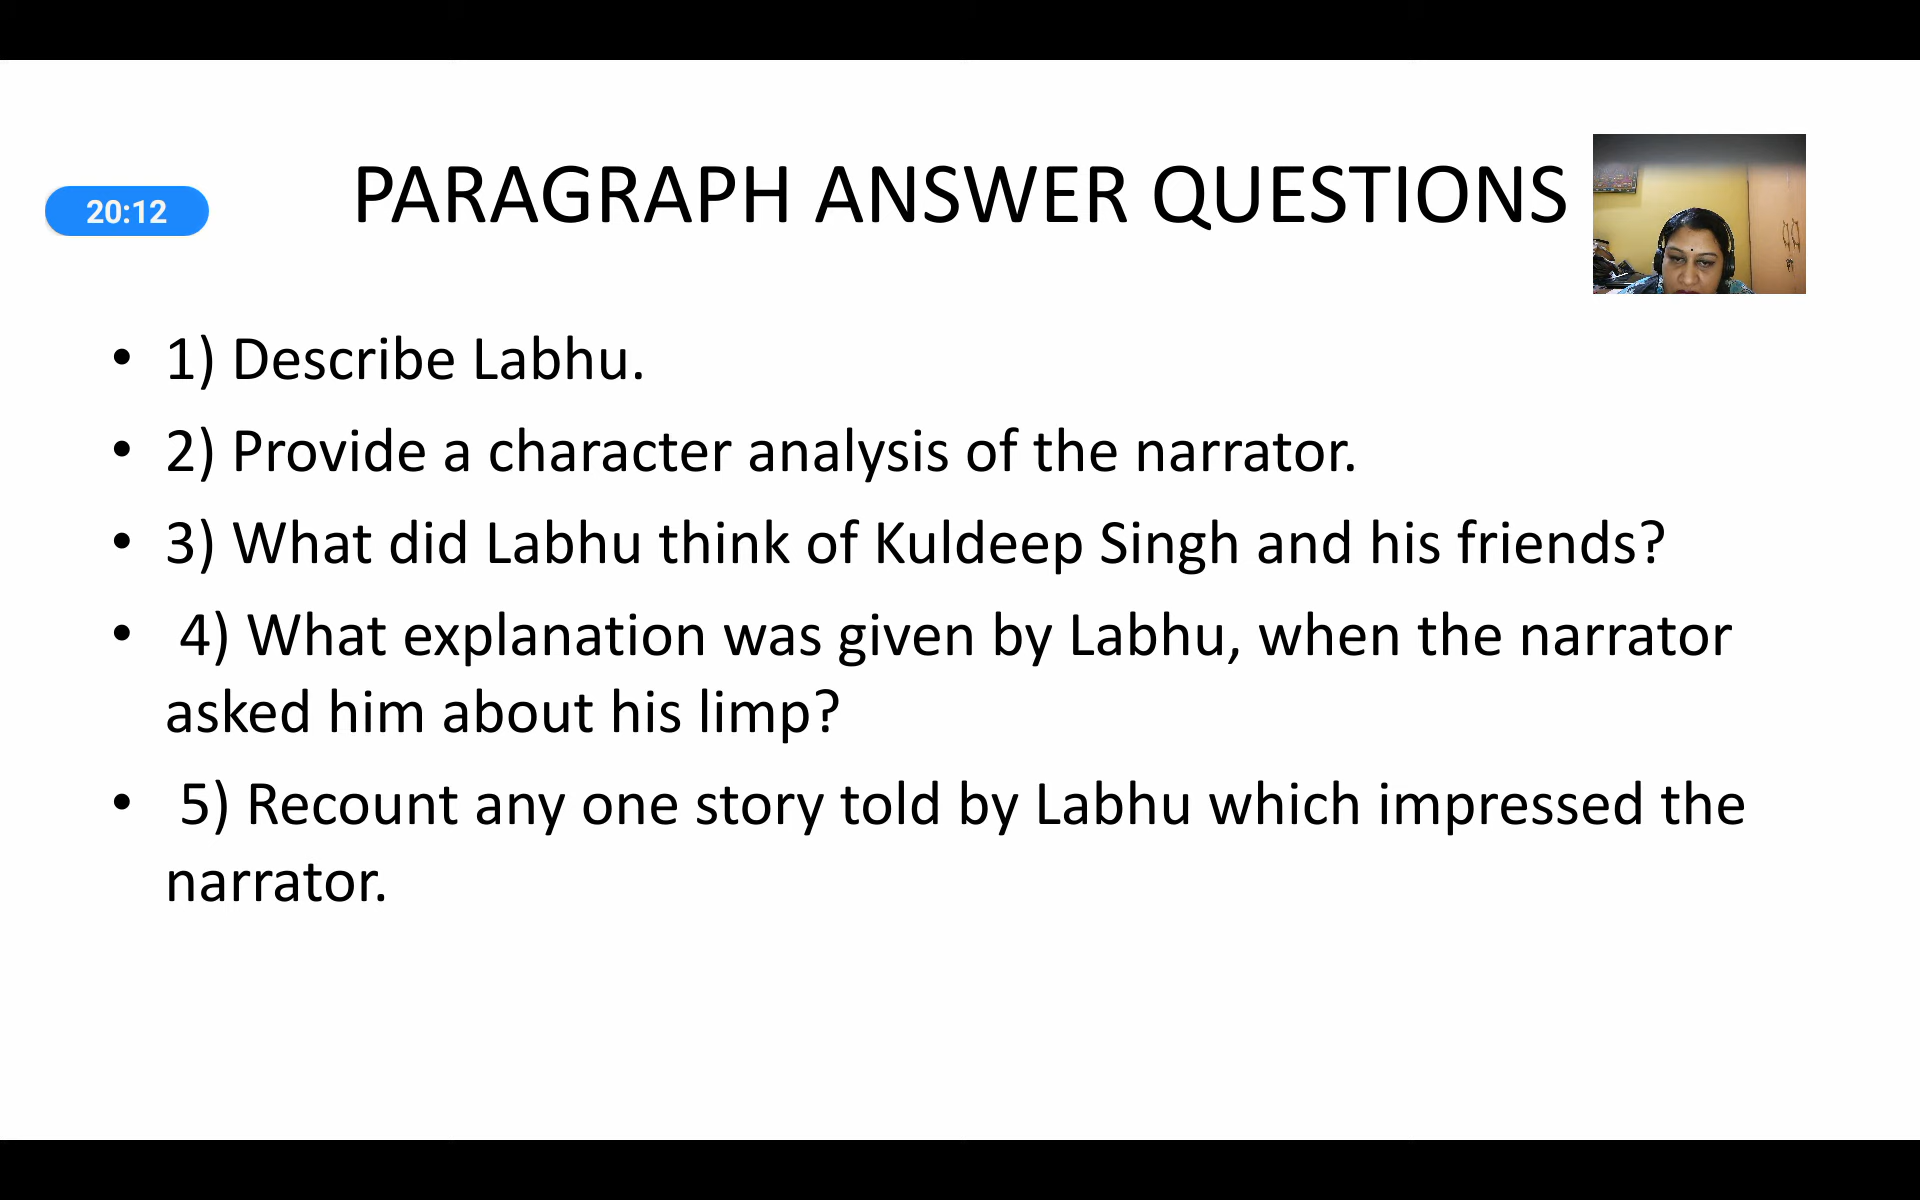 PARAGRAPH ANSWER QUESTIONS
20:12
• 1) Describe Labhu.
• 2) Provide a character analysis of the narrator.
• 3) What did Labhu think of Kuldeep Singh and his friends?
• 4) What explanation was given by Labhu, when the narrator
asked him about his limp?
• 5) Recount any one story told by Labhu which impressed the
narrator.